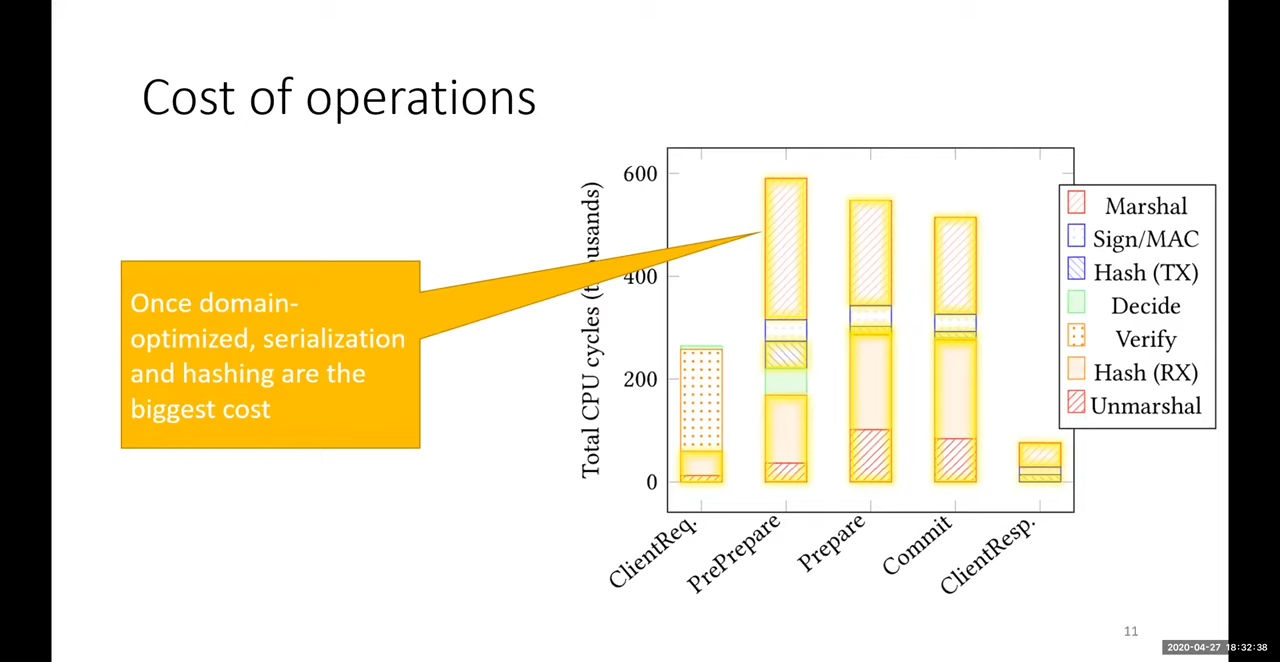 Cost of operations
Once domain-
optimized, serialization
and hashing are the
biggest cost
Total CPU cycles (thousands)
600
400
200
0
ClientReq.
PrePrepare
Prepare
Commit
ClientResp.
Marshal
Sign/MAC
Hash (TX)
Decide
Verify
Hash (RX)
Unmarshal
11
2020-04-27 18:32:38